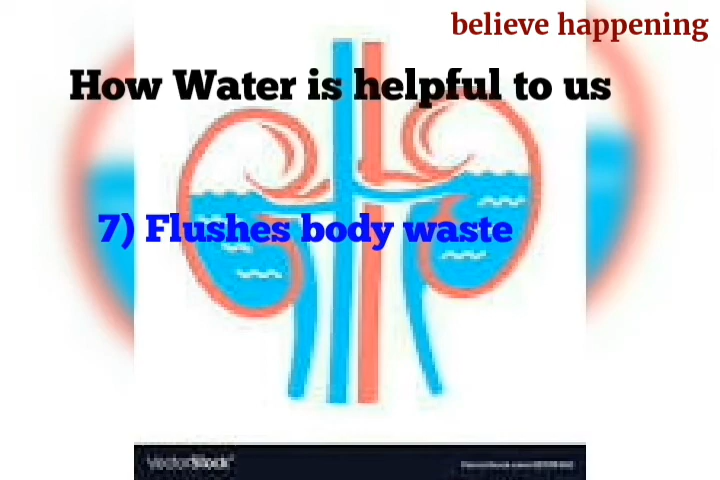 believe happening
How Water is helpful to us
7) Flushes body waste
VectorStock